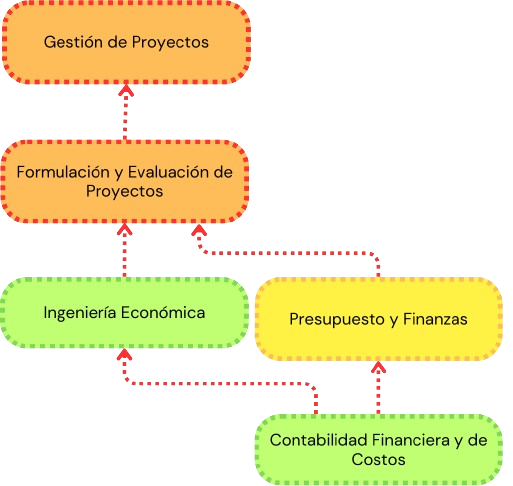 Gestión de Proyectos
Formulación y Evaluación de
Proyectos
Ingeniería Económica
Presupuesto y Finanzas
Contabilidad Financiera y de
Costos